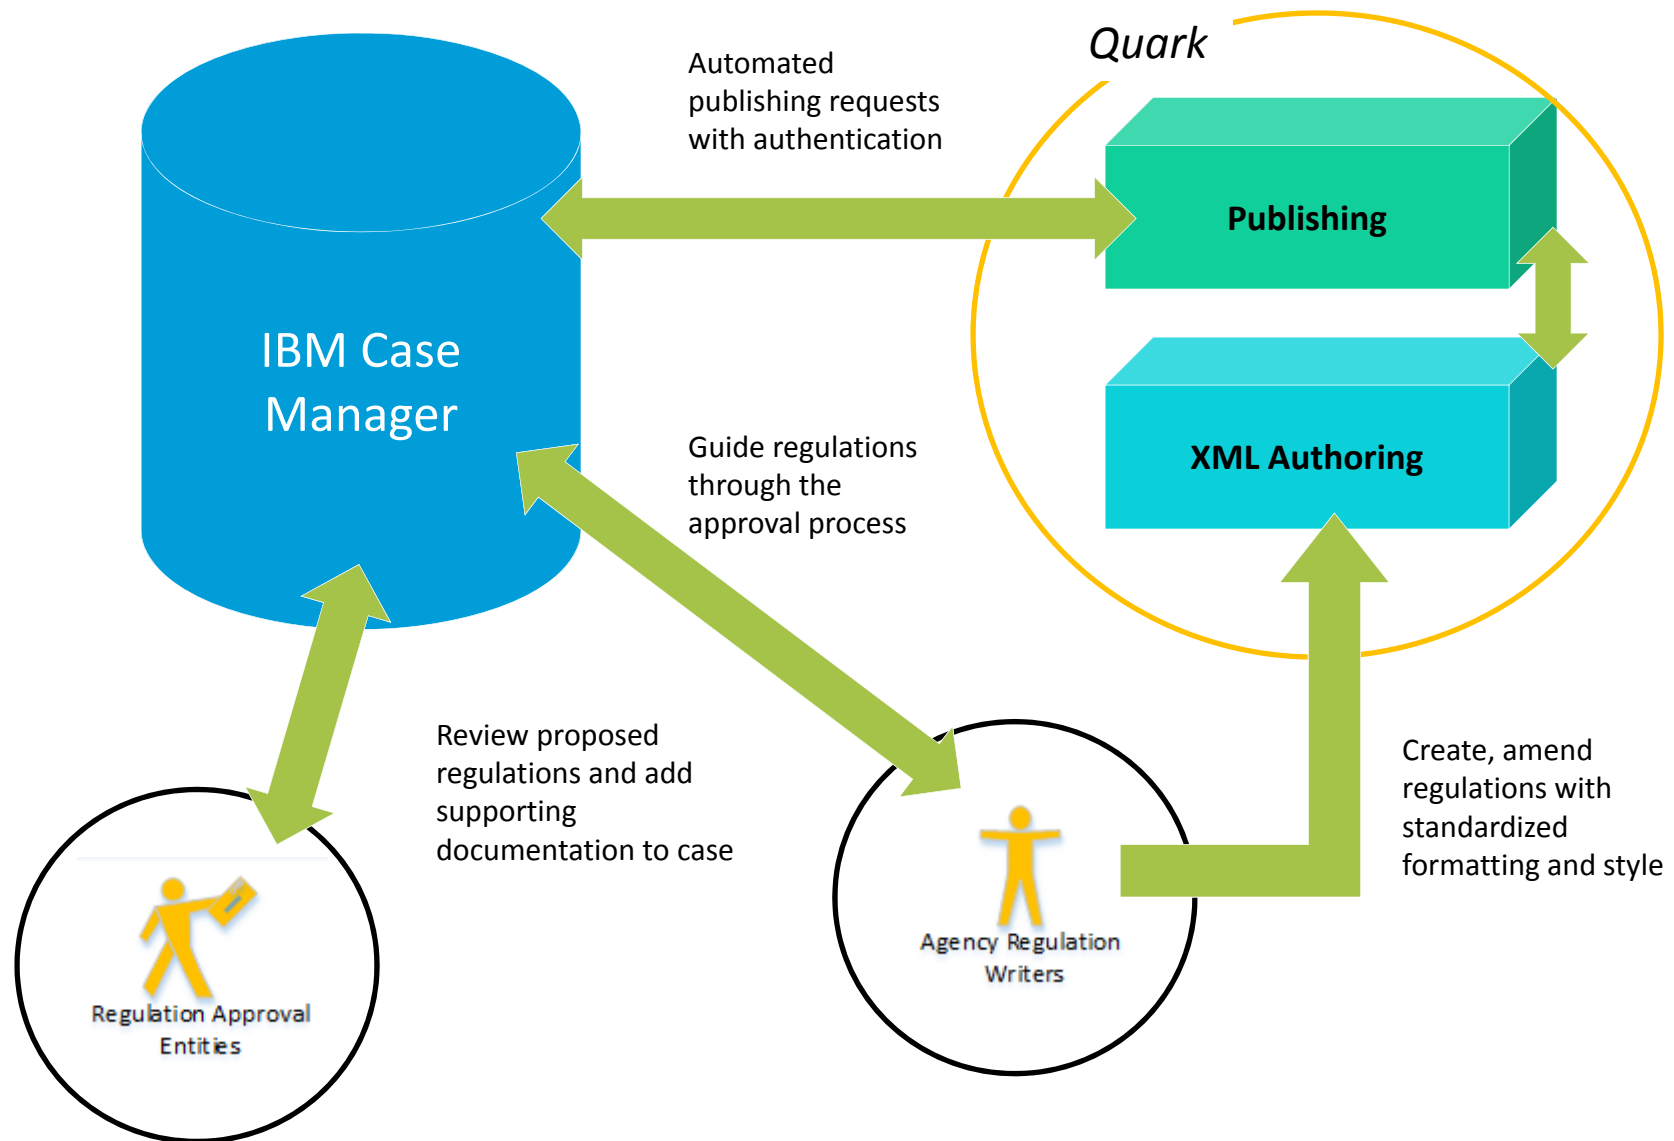 Quark
Automated
publishing requests
with authentication
Publishing
IBM Case
Manager
XML Authoring
Guide regulations
through the
approval process
Review proposed
regulations and add
supporting
documentation to case
Create, amend
regulations with
standardized
formatting and style
Agency Regulation
Writers
Regulation Approval
Entities